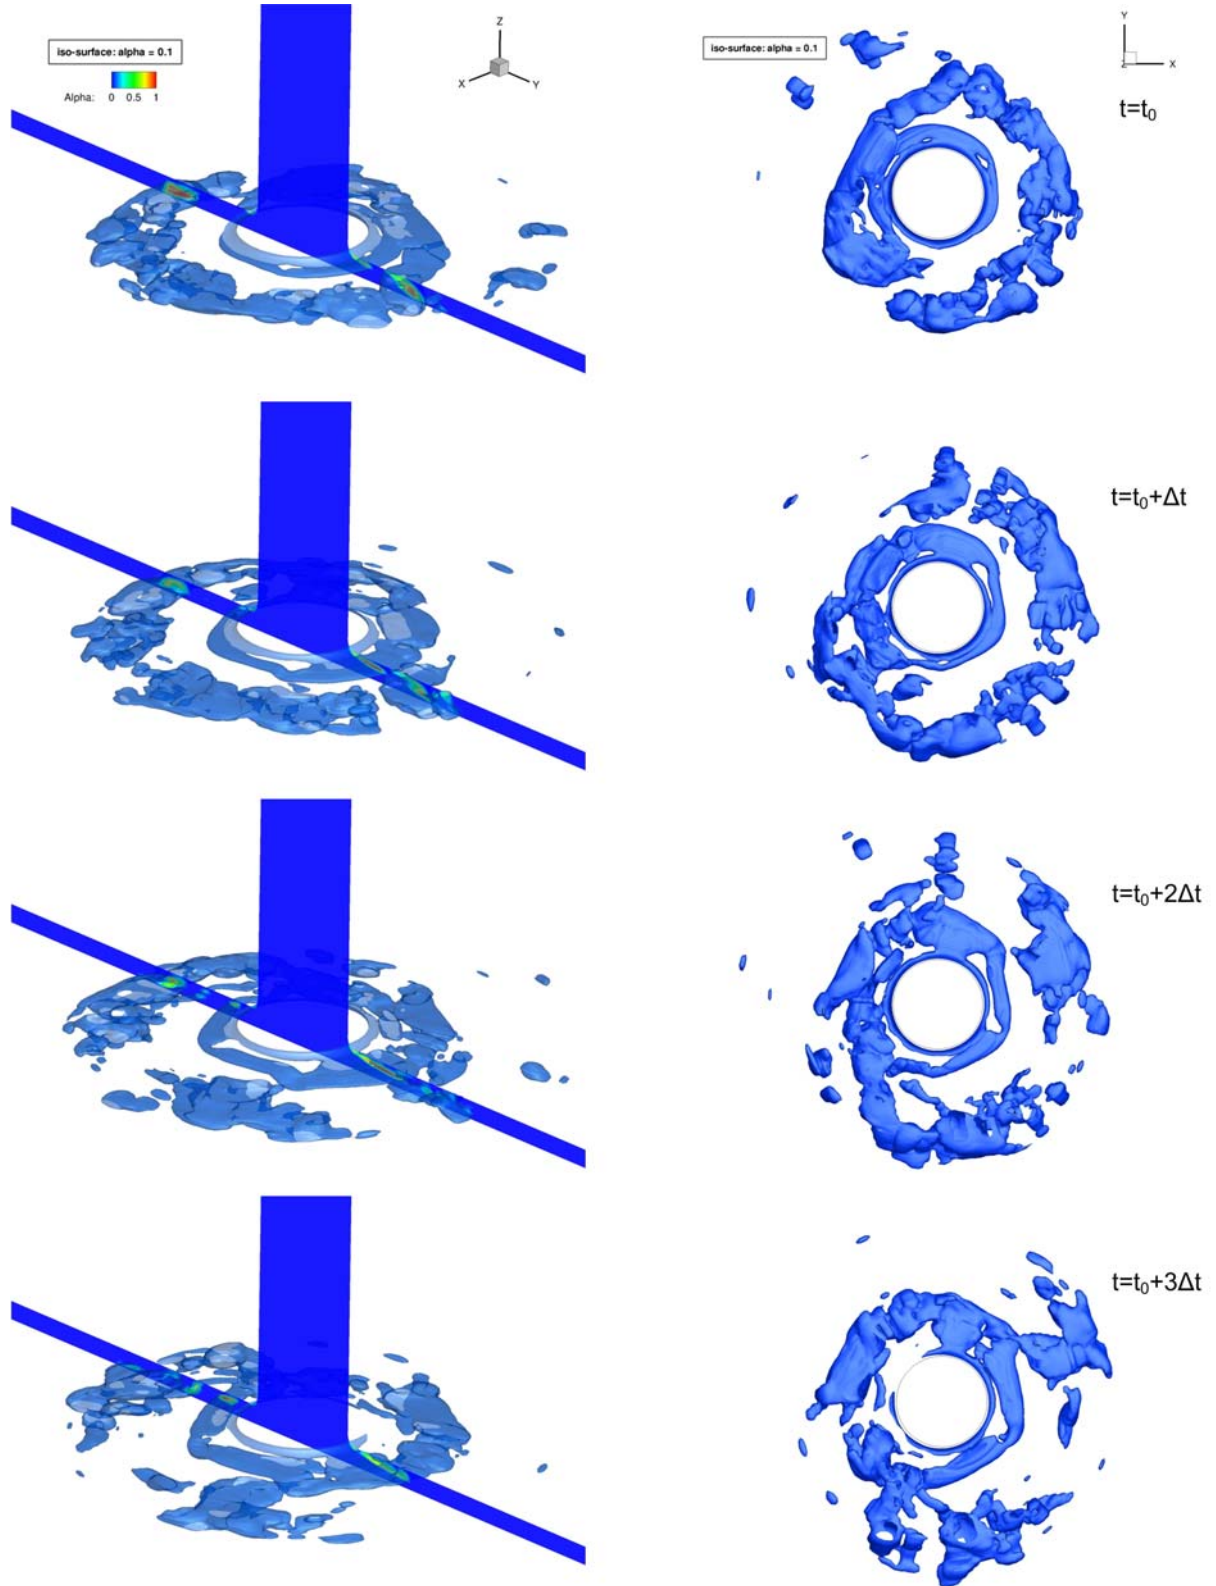 iso-surface: alpha = 0.1
Alpha: 0 0.5 1
Z
X
Y
iso-surface: alpha = 0.1
Y
Z
X
t=t₀
t=t₀+Δt
t=t₀+2Δt
t=t₀+3Δt